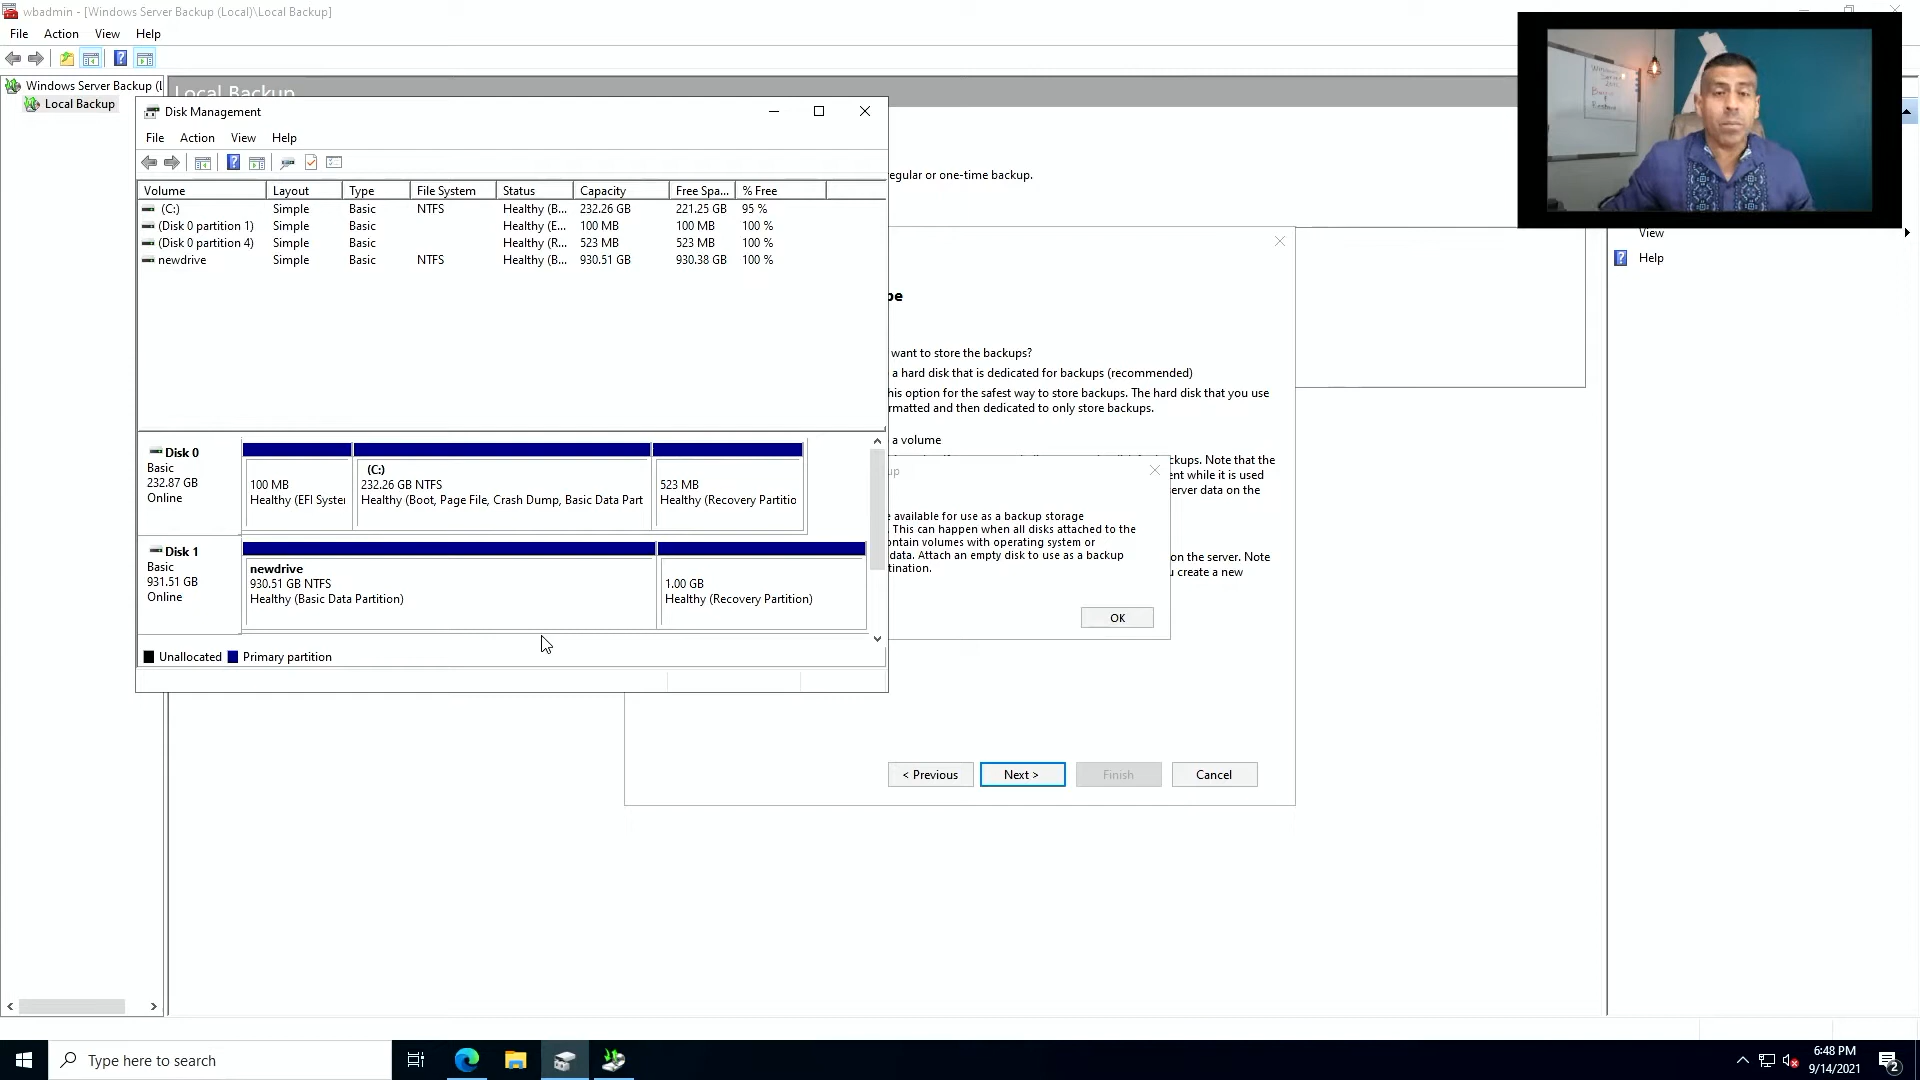 wbadmin - [Windows Server Backup (Local)\Local Backup]
File Action View Help
Windows Server Backup (L
Local Backup
Local Backup
Disk Management
File Action View Help
Volume Layout Type File System Status Capacity Free Spa... % Free
(C:) Simple Basic NTFS Healthy (B... 232.26 GB 221.25 GB 95 %
(Disk 0 partition 1) Simple Basic Healthy (E... 100 MB 100 MB 100 %
(Disk 0 partition 4) Simple Basic Healthy (R... 523 MB 523 MB 100 %
newdrive Simple Basic NTFS Healthy (B... 930.51 GB 930.38 GB 100 %
Disk 0
Basic
232.87 GB
Online
100 MB
Healthy (EFI Syster
(C:)
232.26 GB NTFS
Healthy (Boot, Page File, Crash Dump, Basic Data Part
523 MB
Healthy (Recovery Partitio
Disk 1
Basic
931.51 GB
Online
newdrive
930.51 GB NTFS
Healthy (Basic Data Partition)
1.00 GB
Healthy (Recovery Partition)
Unallocated Primary partition
egular or one-time backup.
pe
want to store the backups?
a hard disk that is dedicated for backups (recommended)
his option for the safest way to store backups. The hard disk that you use
rmatted and then dedicated to only store backups.
a volume
ckups. Note that the
ent while it is used
erver data on the
on the server. Note
u create a new
up
e available for use as a backup storage
This can happen when all disks attached to the
ontain volumes with operating system or
data. Attach an empty disk to use as a backup
tination.
OK
< Previous Next > Finish Cancel
View
Help
Type here to search
6:48 PM
9/14/2021
2